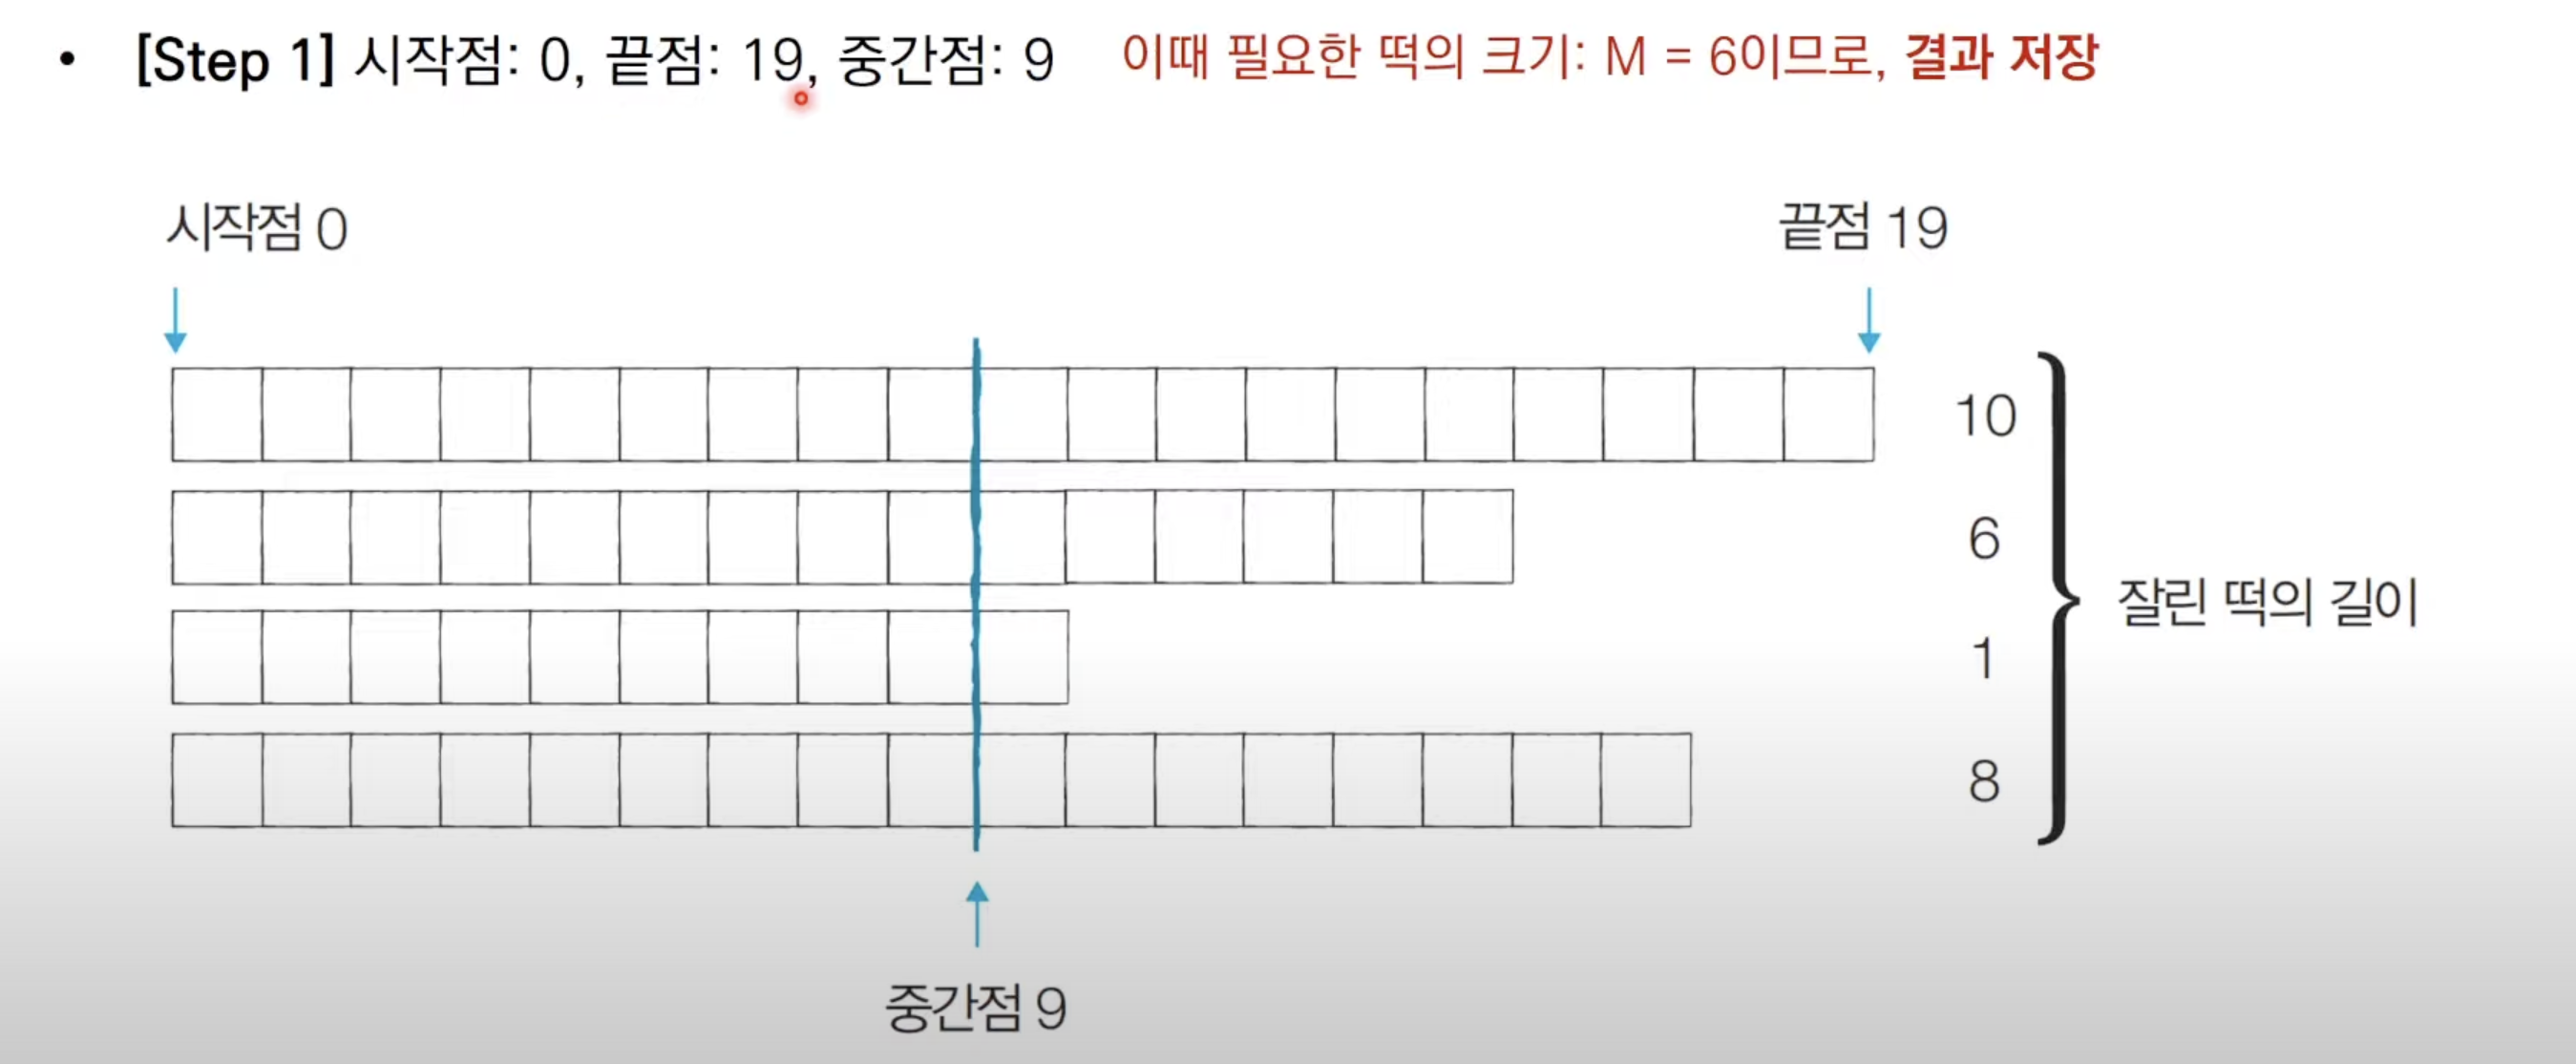 • [Step 1] 시작점: 0, 끝점: 19, 중간점: 9 이때 필요한 떡의 크기: M = 6이므로, 결과 저장
시작점 0
끝점 19
10
6
1
8
잘린 떡의 길이
중간점 9